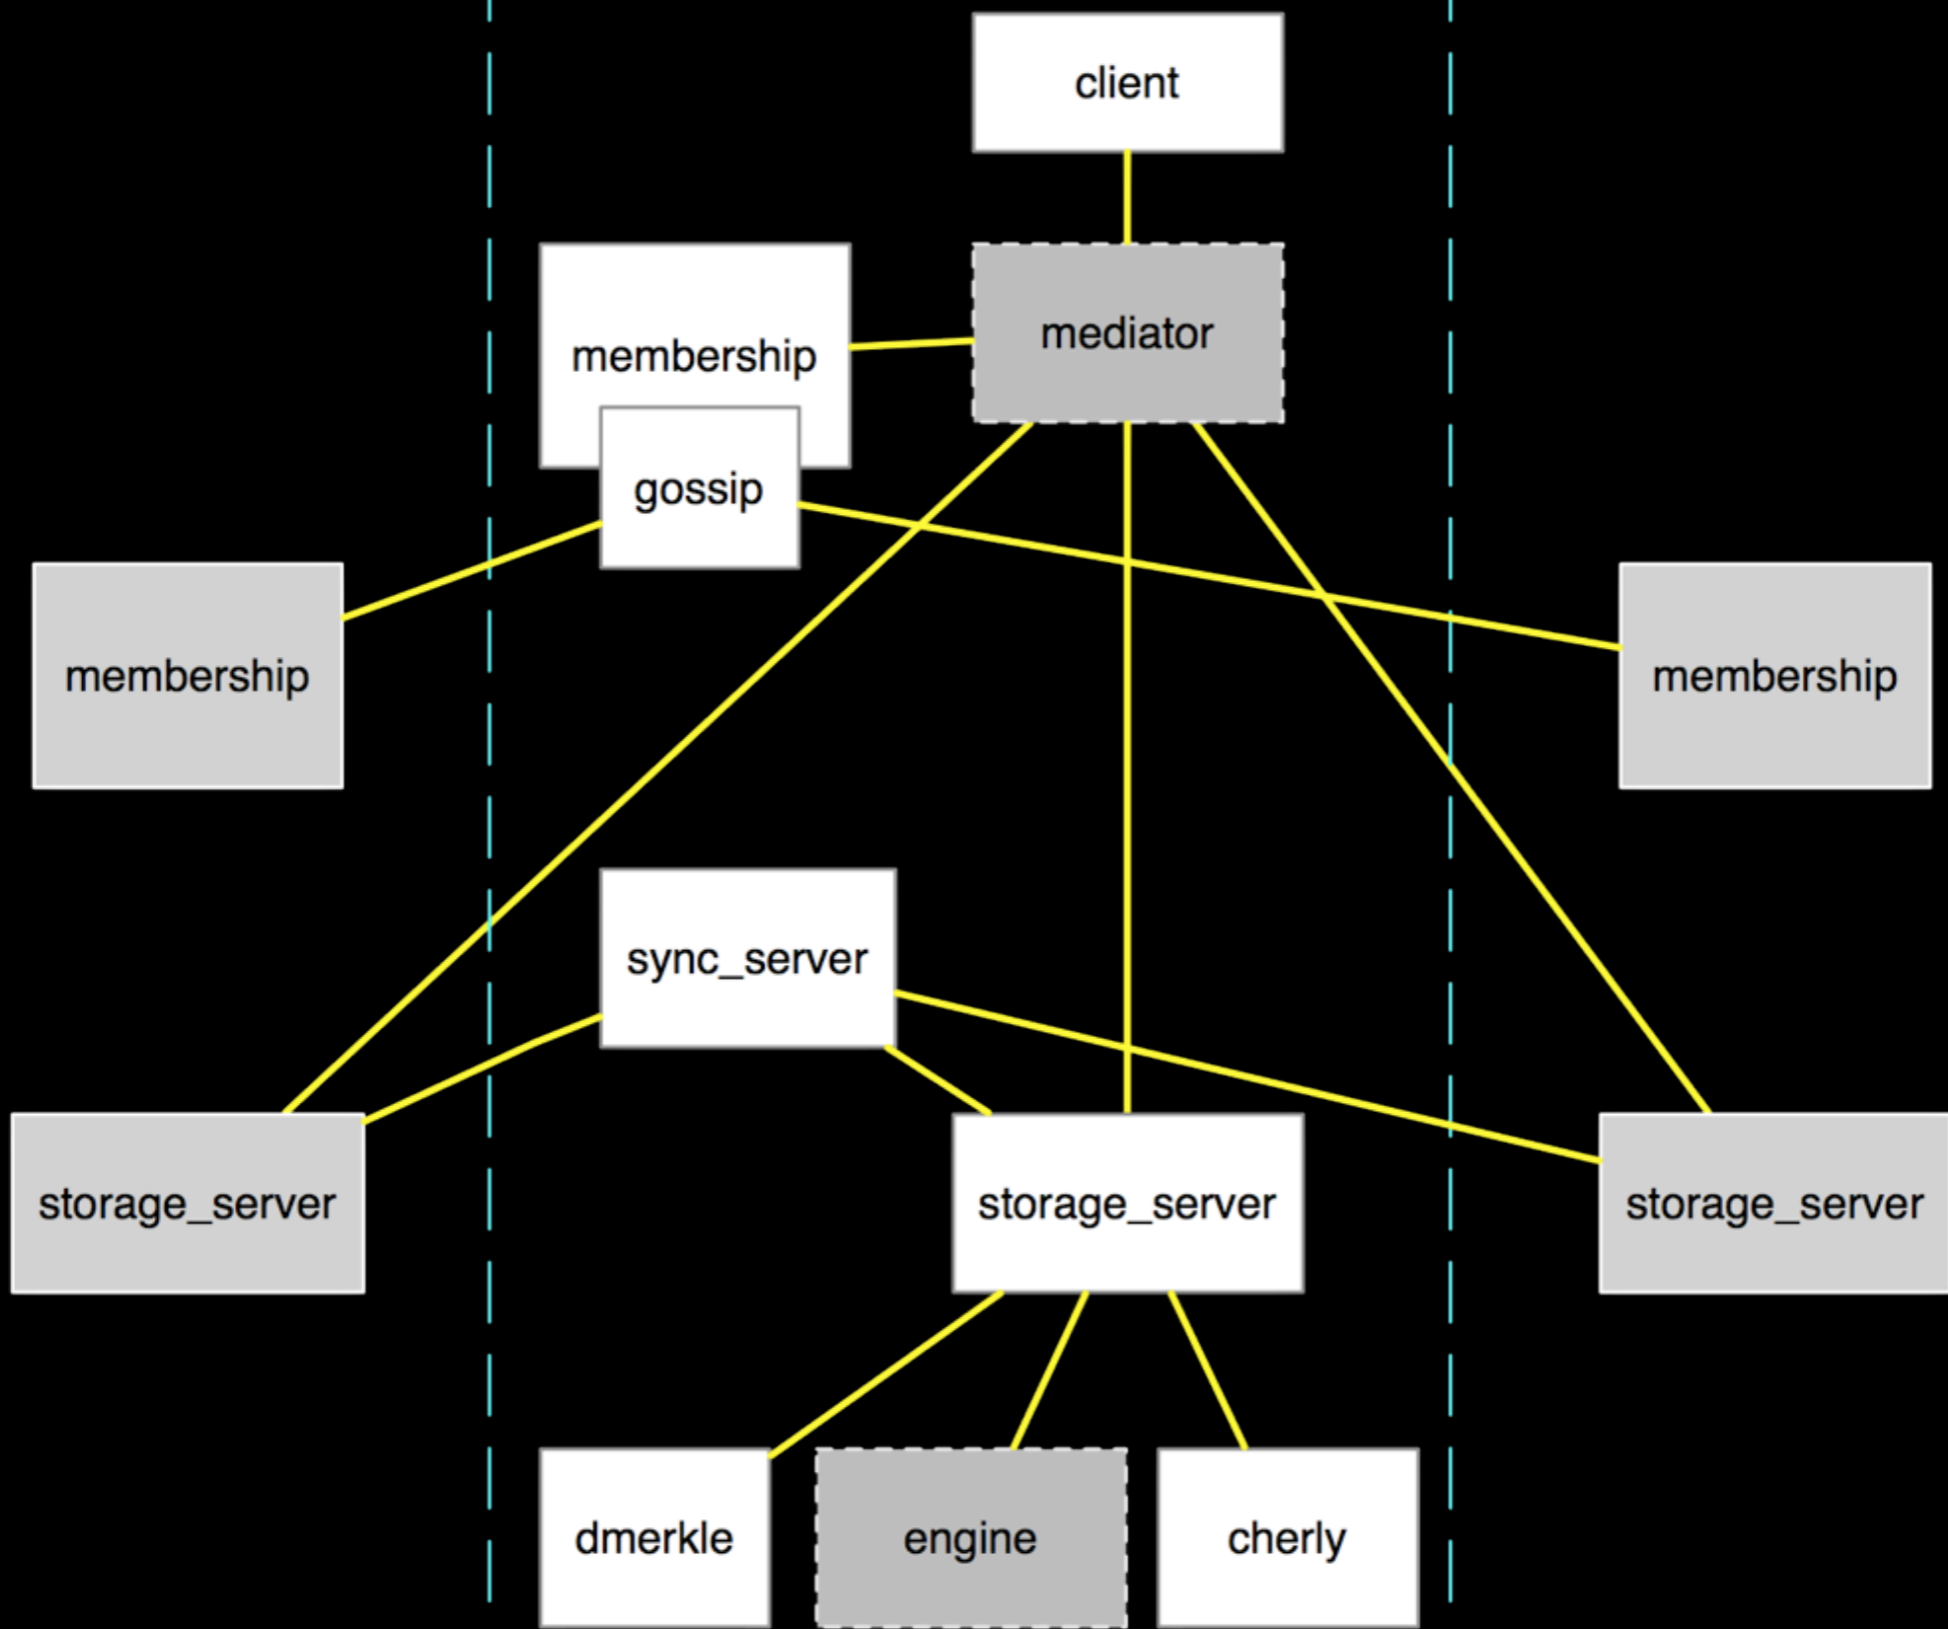 client
membership
mediator
gossip
membership
membership
sync_server
storage_server
storage_server
storage_server
dmerkle
engine
cherly